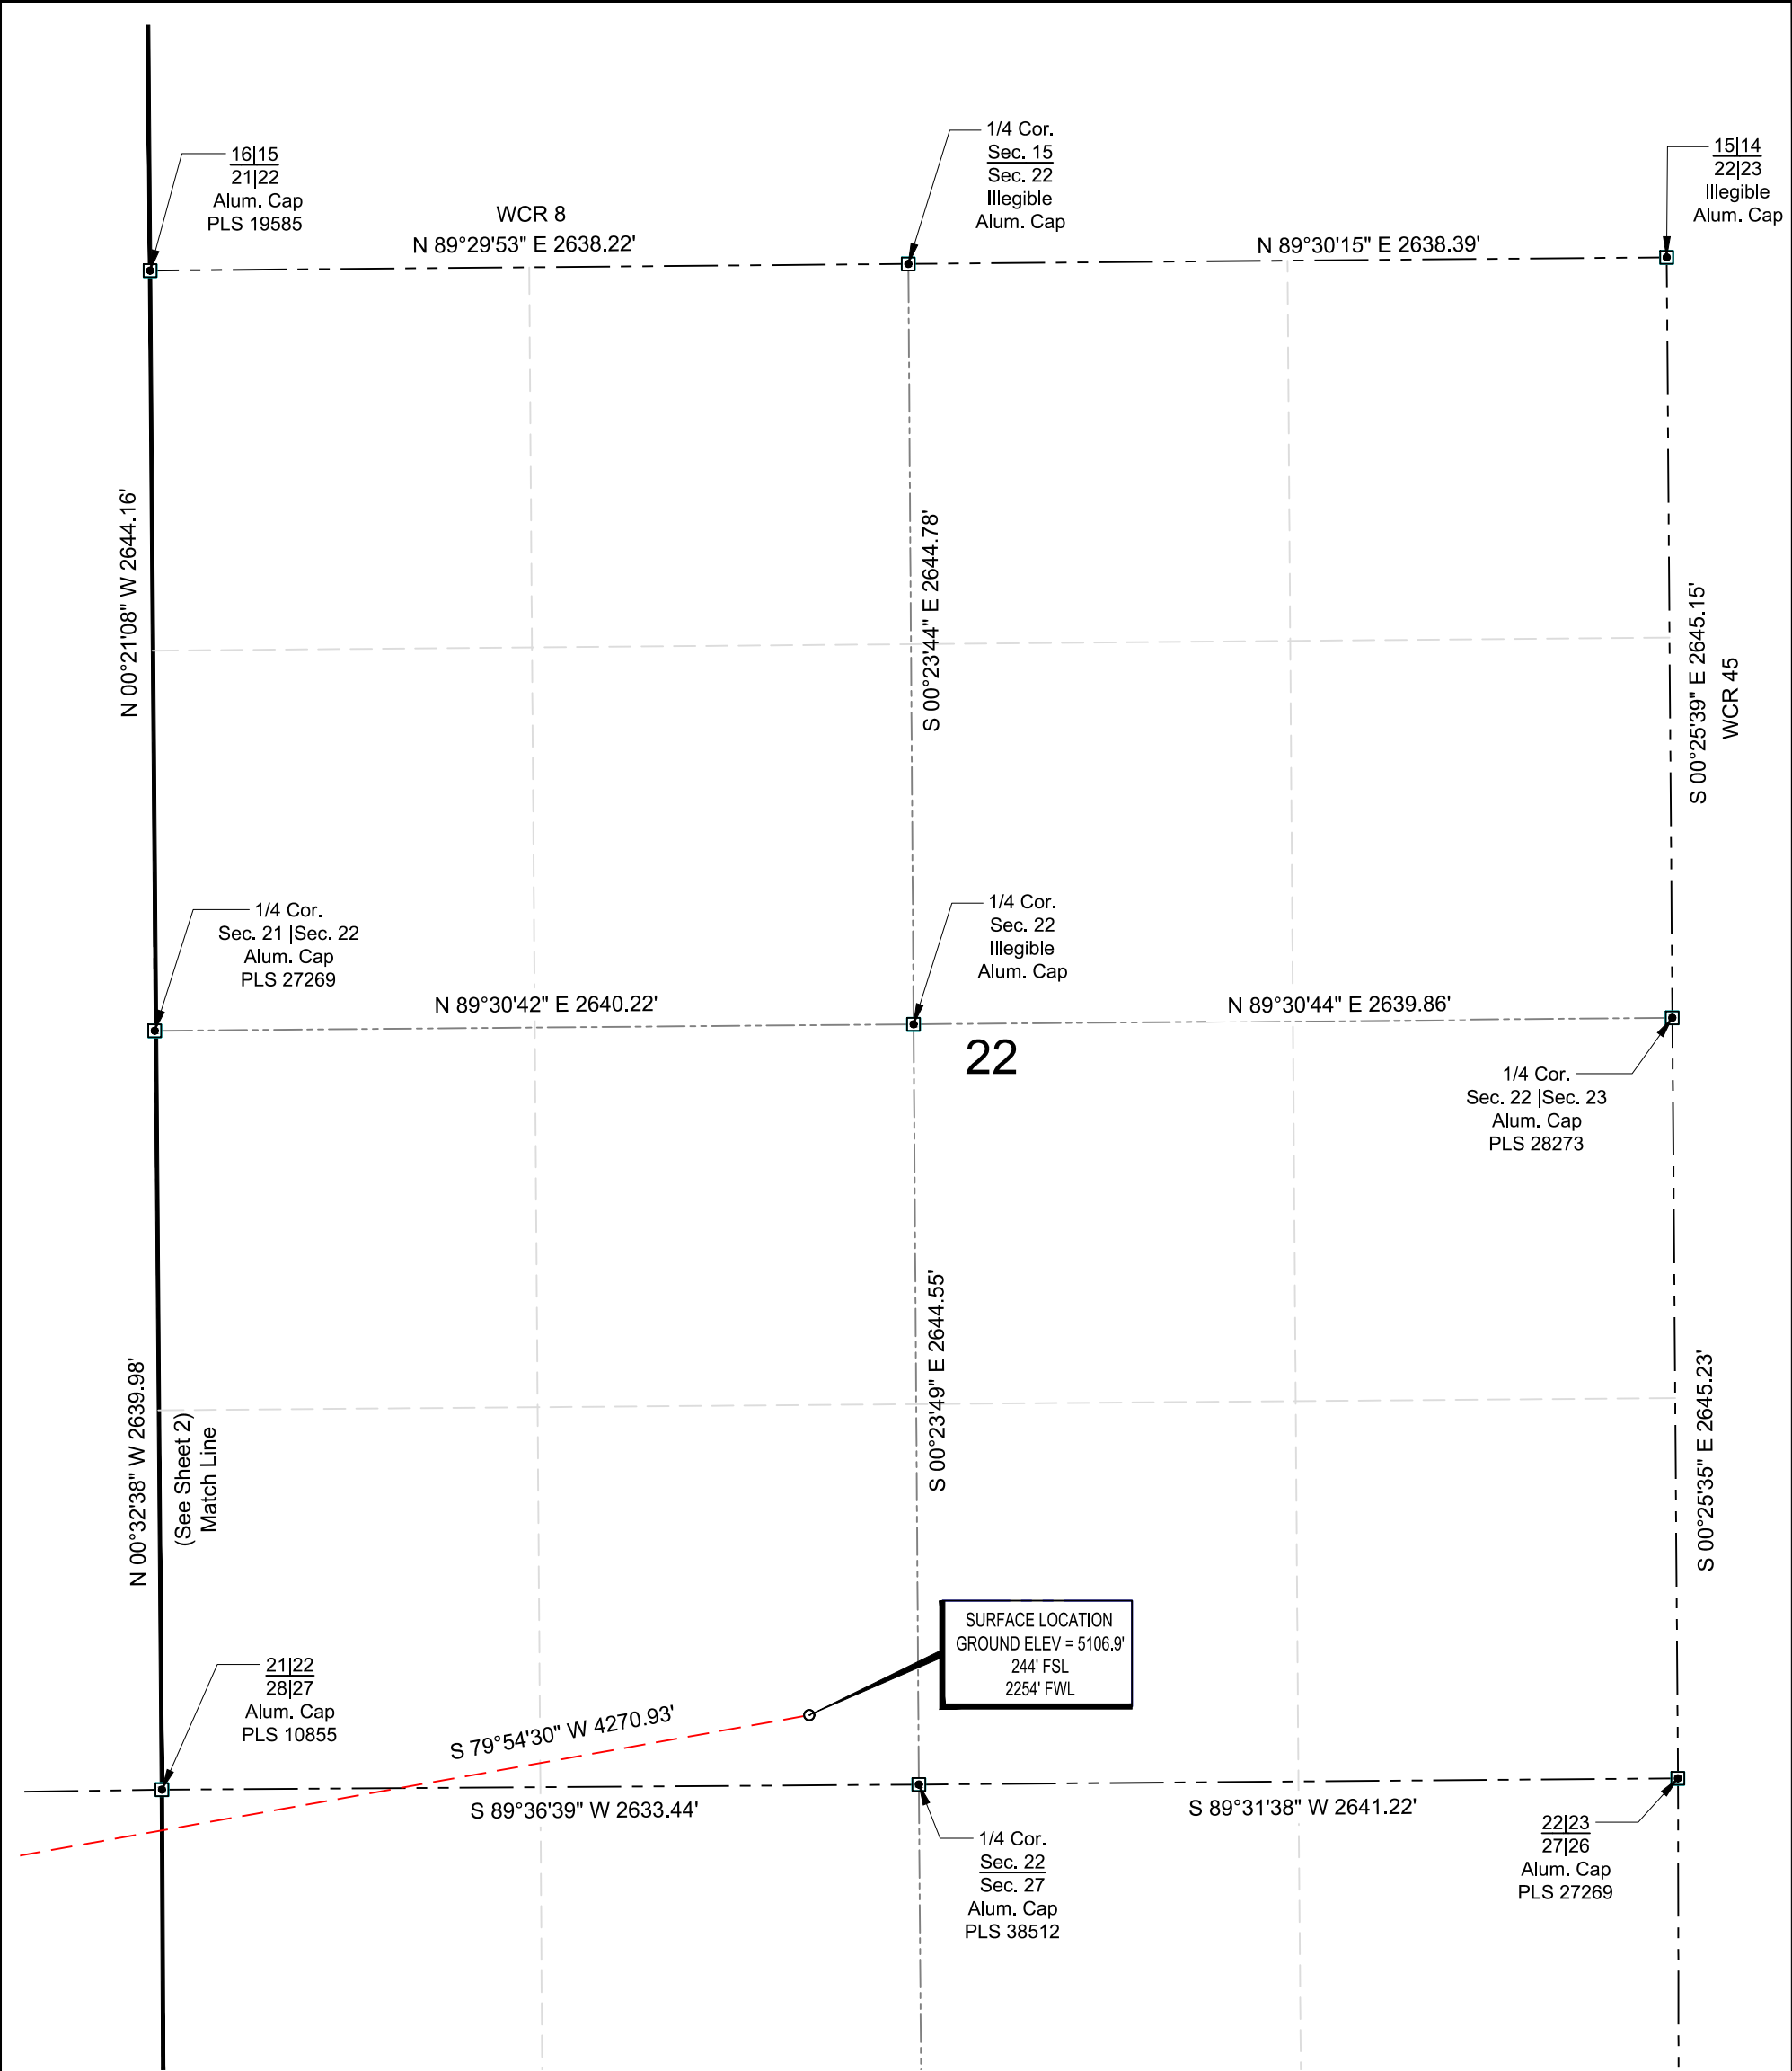 16|15
21|22
Alum. Cap
PLS 19585
WCR 8
N 89°29'53" E 2638.22'
1/4 Cor.
Sec. 15
Sec. 22
Illegible
Alum. Cap
N 89°30'15" E 2638.39'
15|14
22|23
Illegible
Alum. Cap
N 00°21'08" W 2644.16'
S 00°23'44" E 2644.78'
S 00°25'39" E 2645.15'
WCR 45
1/4 Cor.
Sec. 21 |Sec. 22
Alum. Cap
PLS 27269
N 89°30'42" E 2640.22'
1/4 Cor.
Sec. 22
Illegible
Alum. Cap
N 89°30'44" E 2639.86'
22
1/4 Cor.
Sec. 22 |Sec. 23
Alum. Cap
PLS 28273
N 00°32'38" W 2639.98'
(See Sheet 2)
Match Line
S 00°23'49" E 2644.55'
S 00°25'35" E 2645.23'
SURFACE LOCATION
GROUND ELEV = 5106.9'
244' FSL
2254' FWL
21|22
28|27
Alum. Cap
PLS 10855
S 79°54'30" W 4270.93'
S 89°36'39" W 2633.44'
S 89°31'38" W 2641.22'
1/4 Cor.
Sec. 22
Sec. 27
Alum. Cap
PLS 38512
22|23
27|26
Alum. Cap
PLS 27269